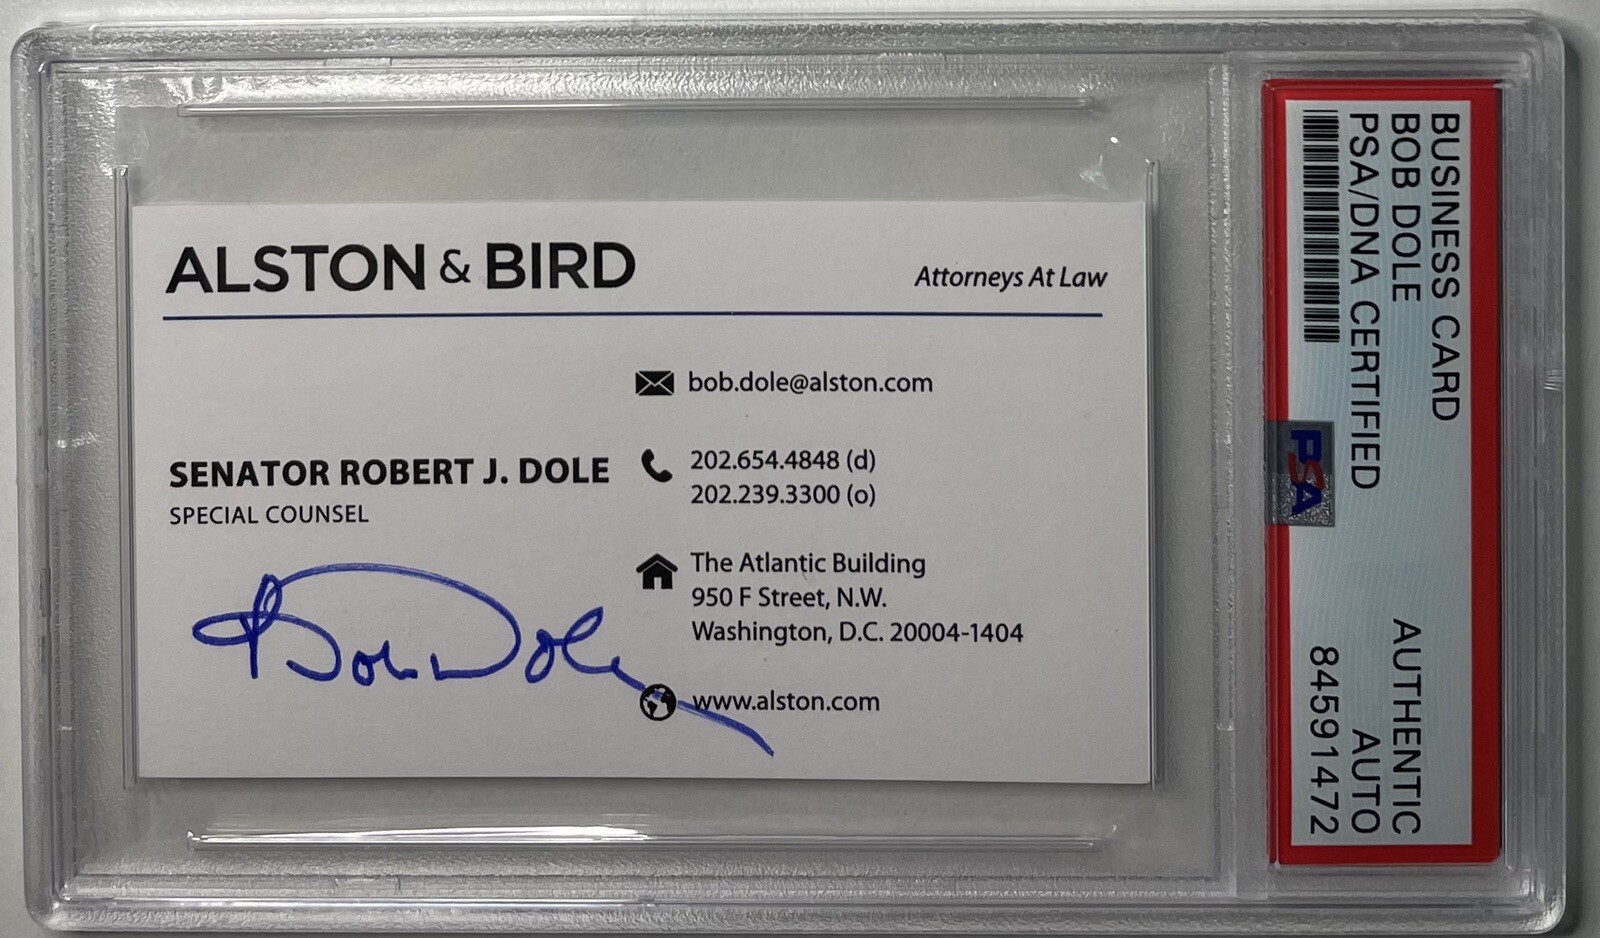 ALSTON & BIRD
Attorneys At Law
bob.dole@alston.com
SENATOR ROBERT J. DOLE
SPECIAL COUNSEL
202.654.4848 (d)
202.239.3300 (o)
The Atlantic Building
950 F Street, N.W.
Washington, D.C. 20004-1404
www.alston.com
Bob Dole
BUSINESS CARD
BOB DOLE
PSA/DNA CERTIFIED
AUTHENTIC
AUTO
84591472
PSA